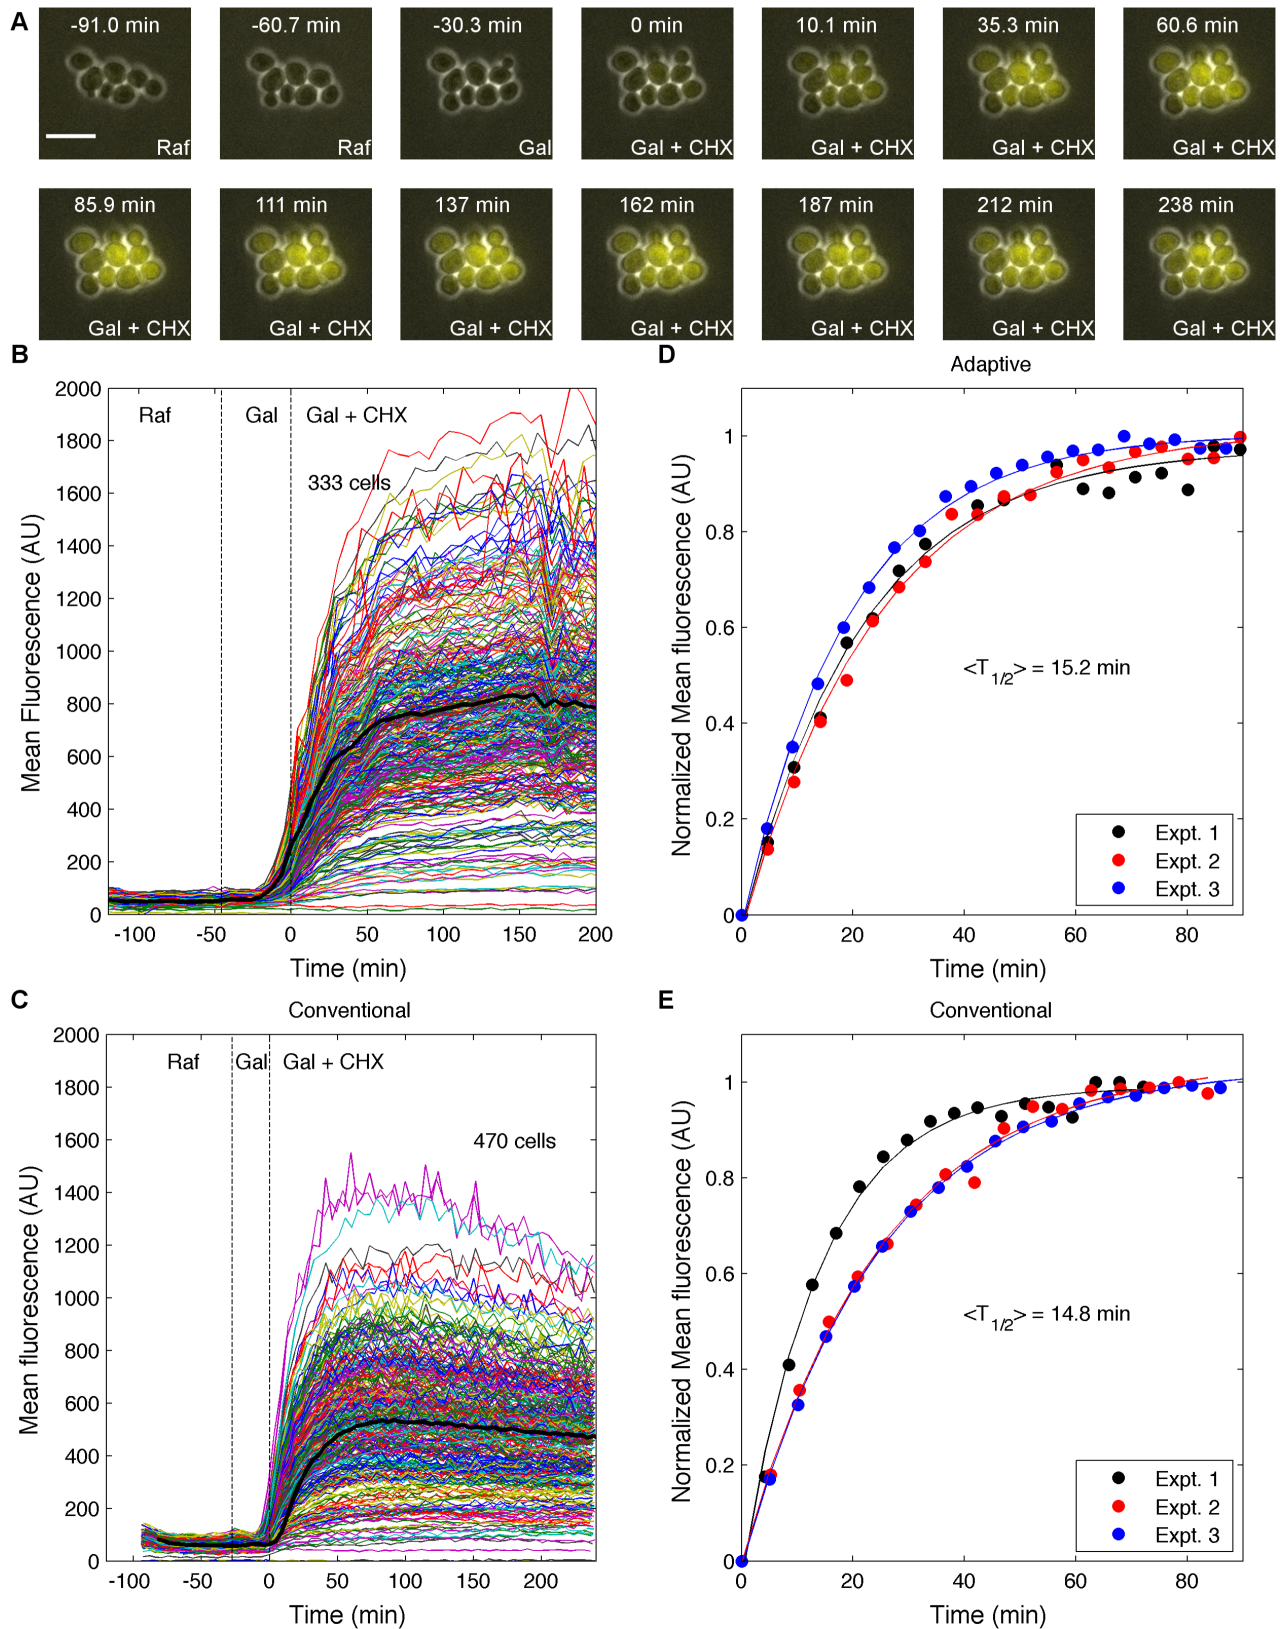 A
-91.0 min
-60.7 min
-30.3 min
0 min
10.1 min
35.3 min
60.6 min
Raf
Raf
Gal
Gal + CHX
Gal + CHX
Gal + CHX
Gal + CHX
85.9 min
111 min
137 min
162 min
187 min
212 min
238 min
Gal + CHX
Gal + CHX
Gal + CHX
Gal + CHX
Gal + CHX
Gal + CHX
Gal + CHX
B
Mean Fluorescence (AU)
2000
1800
1600
1400
1200
1000
800
600
400
200
0
Raf
Gal
Gal + CHX
333 cells
-100
-50
0
50
100
150
200
Time (min)
D
Adaptive
Normalized Mean fluorescence (AU)
1
0.8
0.6
0.4
0.2
0
<T1/2> = 15.2 min
Expt. 1
Expt. 2
Expt. 3
0
20
40
60
80
Time (min)
C
Conventional
Mean fluorescence (AU)
2000
1800
1600
1400
1200
1000
800
600
400
200
0
Raf
Gal
Gal + CHX
470 cells
-100
-50
0
50
100
150
200
Time (min)
E
Conventional
Normalized Mean fluorescence (AU)
1
0.8
0.6
0.4
0.2
0
<T1/2> = 14.8 min
Expt. 1
Expt. 2
Expt. 3
0
20
40
60
80
Time (min)